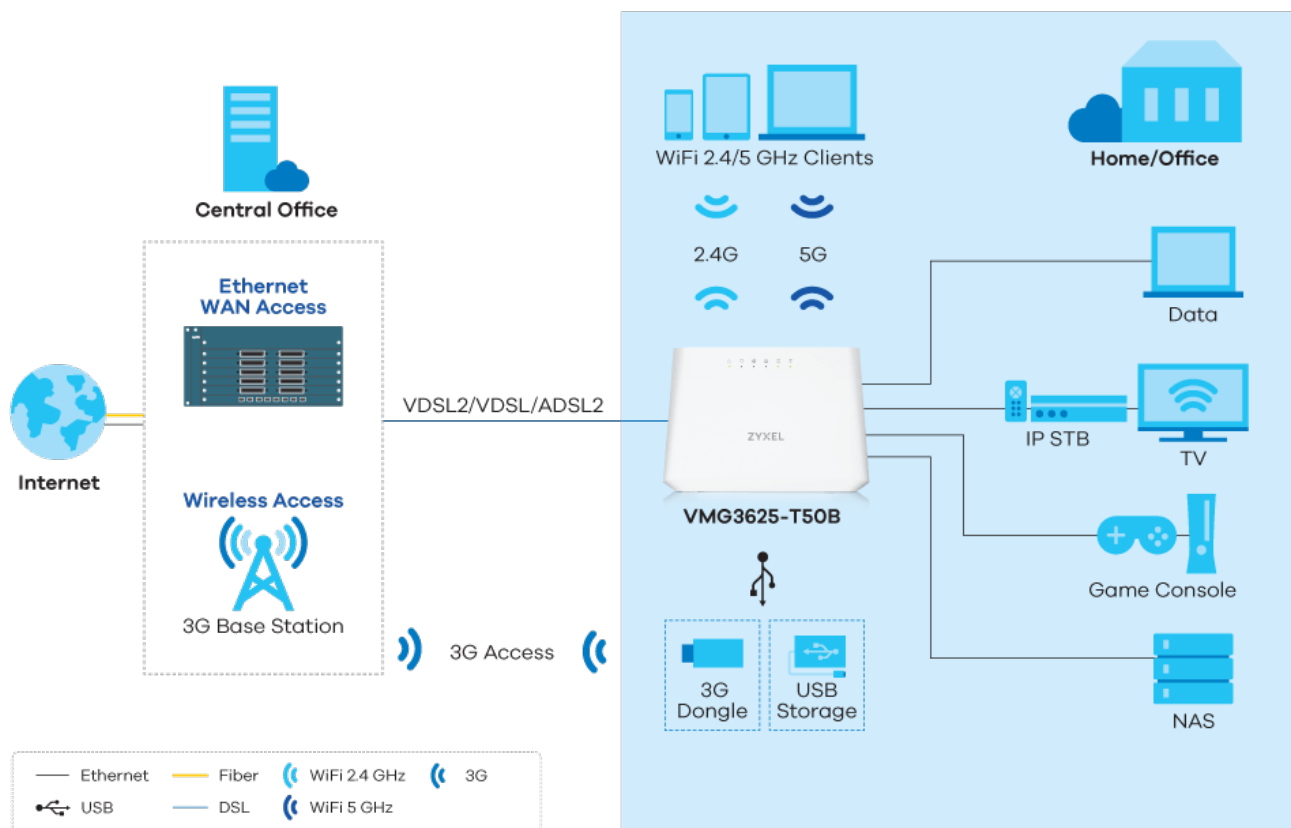 Central Office
Ethernet
WAN Access
Internet
Wireless Access
3G Base Station
VDSL2/VDSL/ADSL2
3G Access
WiFi 2.4/5 GHz Clients
Home/Office
2.4G
5G
Data
ZYXEL
VMG3625-T50B
IP STB
TV
Game Console
3G
Dongle
USB
Storage
NAS
Ethernet
Fiber
WiFi 2.4 GHz
3G
USB
DSL
WiFi 5 GHz